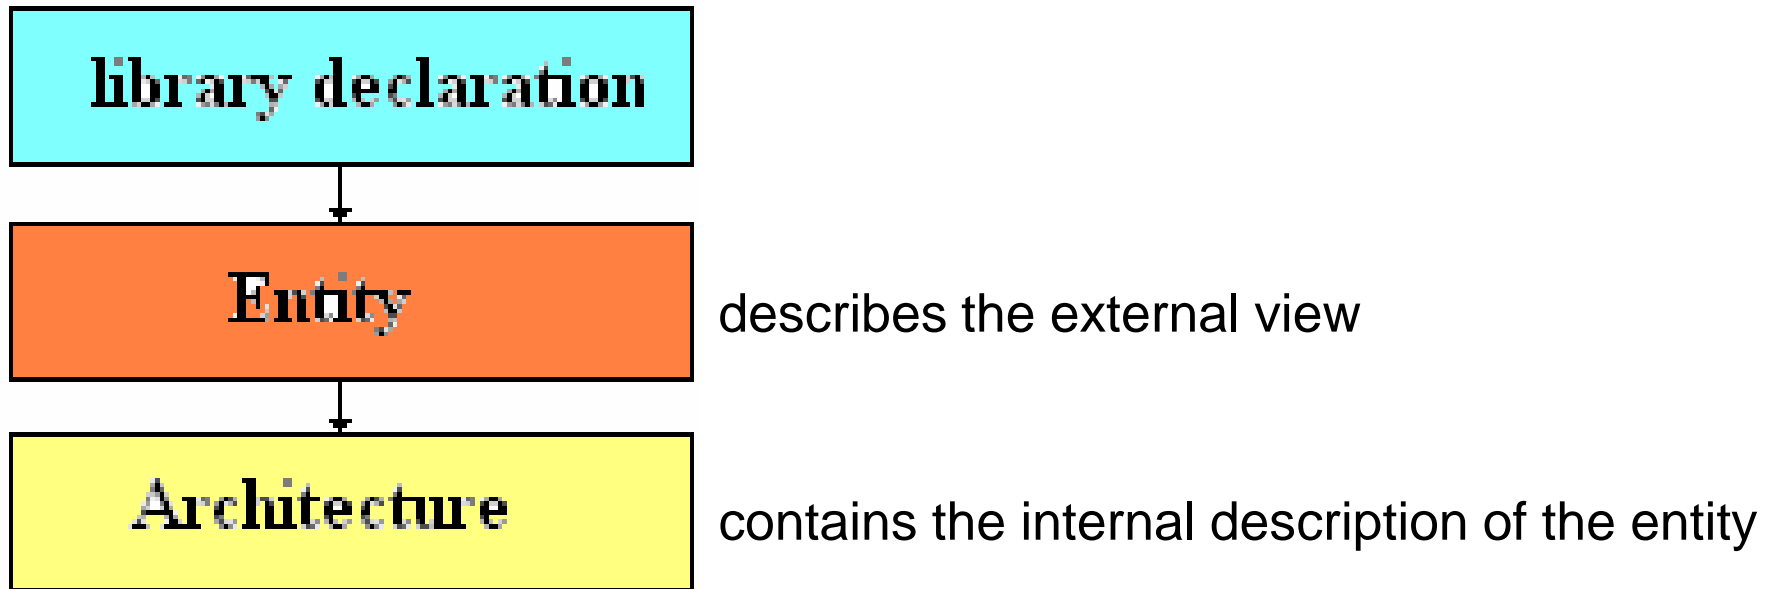 library declaration
Entity
describes the external view
Architecture
contains the internal description of the entity